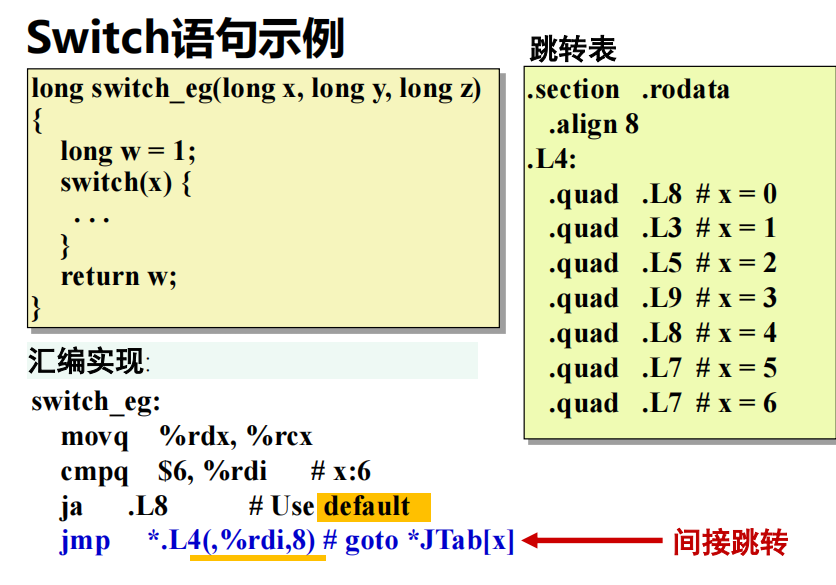 Switch语句示例
long switch_eg(long x, long y, long z)
{
long w = 1;
switch(x) {
. . .
}
return w;
}
汇编实现:
switch_eg:
movq %rdx, %rcx
cmpq $6, %rdi # x:6
ja .L8 # Use default
jmp *.L4(,%rdi,8) # goto *JTab[x]
间接跳转
跳转表
.section .rodata
.align 8
.L4:
.quad .L8 # x = 0
.quad .L3 # x = 1
.quad .L5 # x = 2
.quad .L9 # x = 3
.quad .L8 # x = 4
.quad .L7 # x = 5
.quad .L7 # x = 6